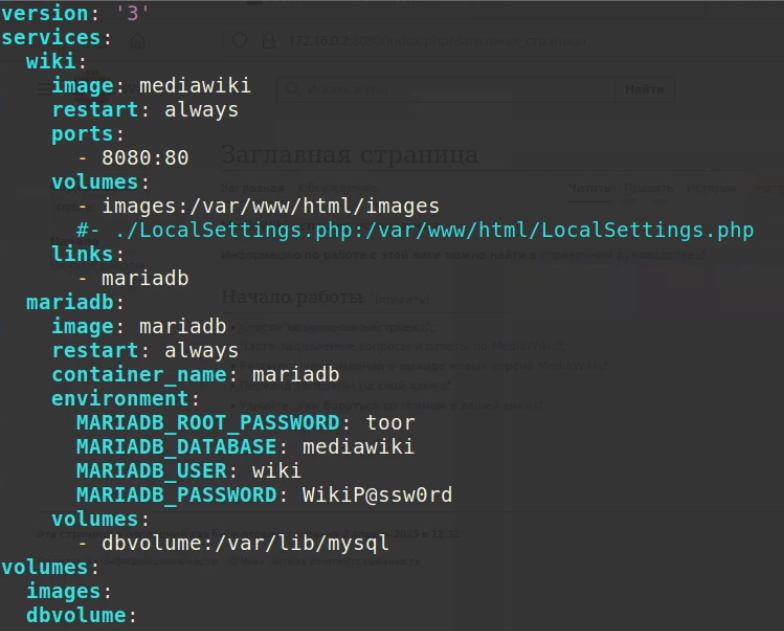 version: '3'
services:
  wiki:
    image: mediawiki
    restart: always
    ports:
      - 8080:80
    volumes:
      - images:/var/www/html/images
      #- ./LocalSettings.php:/var/www/html/LocalSettings.php
    links:
      - mariadb
  mariadb:
    image: mariadb
    restart: always
    container_name: mariadb
    environment:
      MARIADB_ROOT_PASSWORD: toor
      MARIADB_DATABASE: mediawiki
      MARIADB_USER: wiki
      MARIADB_PASSWORD: WikiP@ssw0rd
    volumes:
      - dbvolume:/var/lib/mysql
volumes:
  images:
  dbvolume:
Найти
Заглавная страница
Читать
Начало работы